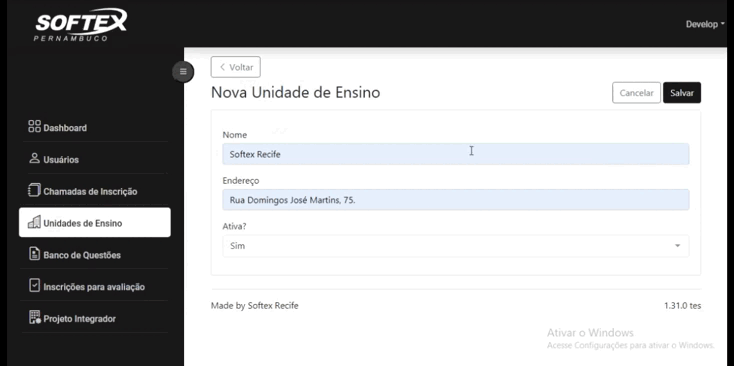 SOFTEX
PERNAMBUCO
Develop
Voltar
Nova Unidade de Ensino
Cancelar
Salvar
Dashboard
Usuários
Chamadas de Inscrição
Unidades de Ensino
Banco de Questões
Inscrições para avaliação
Projeto Integrador
Nome
Softex Recife
Endereço
Rua Domingos José Martins, 75.
Ativa?
Sim
Made by Softex Recife
1.31.0 tes
Ativar o Windows
Acesse Configurações para ativar o Windows.